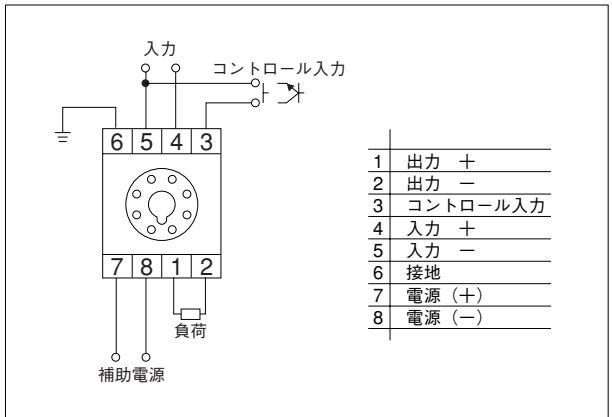 入力
コントロール入力
6 5 4 3
7 8 1 2
負荷
補助電源
1 出力 +
2 出力 −
3 コントロール入力
4 入力 +
5 入力 −
6 接地
7 電源 (+)
8 電源 (−)